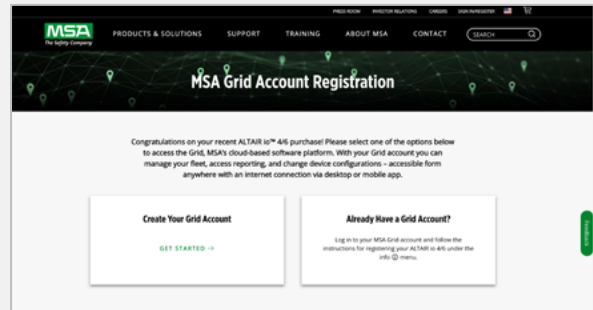 PRESS ROOM INVESTOR RELATIONS CAREERS SIGN IN/REGISTER
MSA
The Safety Company
PRODUCTS & SOLUTIONS SUPPORT TRAINING ABOUT MSA CONTACT SEARCH
MSA Grid Account Registration
Congratulations on your recent ALTAIR io™ 4/6 purchase! Please select one of the options below
to access the Grid, MSA's cloud-based software platform. With your Grid account you can
manage your fleet, access reporting, and change device configurations – accessible form
anywhere with an internet connection via desktop or mobile app.
Create Your Grid Account
GET STARTED →
Already Have a Grid Account?
Log in to your MSA Grid account and follow the
instructions for registering your ALTAIR io 4/6 under the
info ⓘ menu.
Feedback